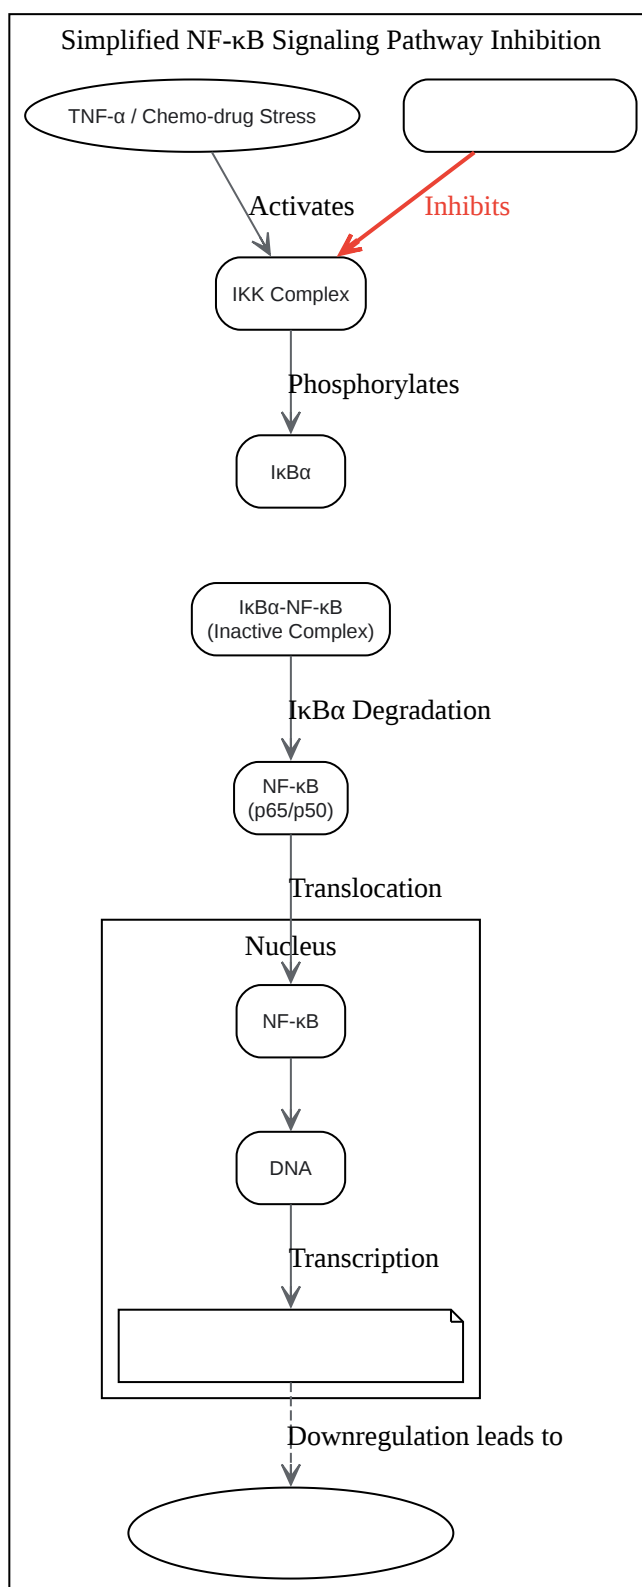 Simplified NF-κB Signaling Pathway Inhibition
TNF-α / Chemo-drug Stress
Activates
Inhibits
IKK Complex
Phosphorylates
IκBα
IκBα-NF-κB
(Inactive Complex)
IκBα Degradation
NF-κB
(p65/p50)
Translocation
Nucleus
NF-κB
DNA
Transcription
Downregulation leads to